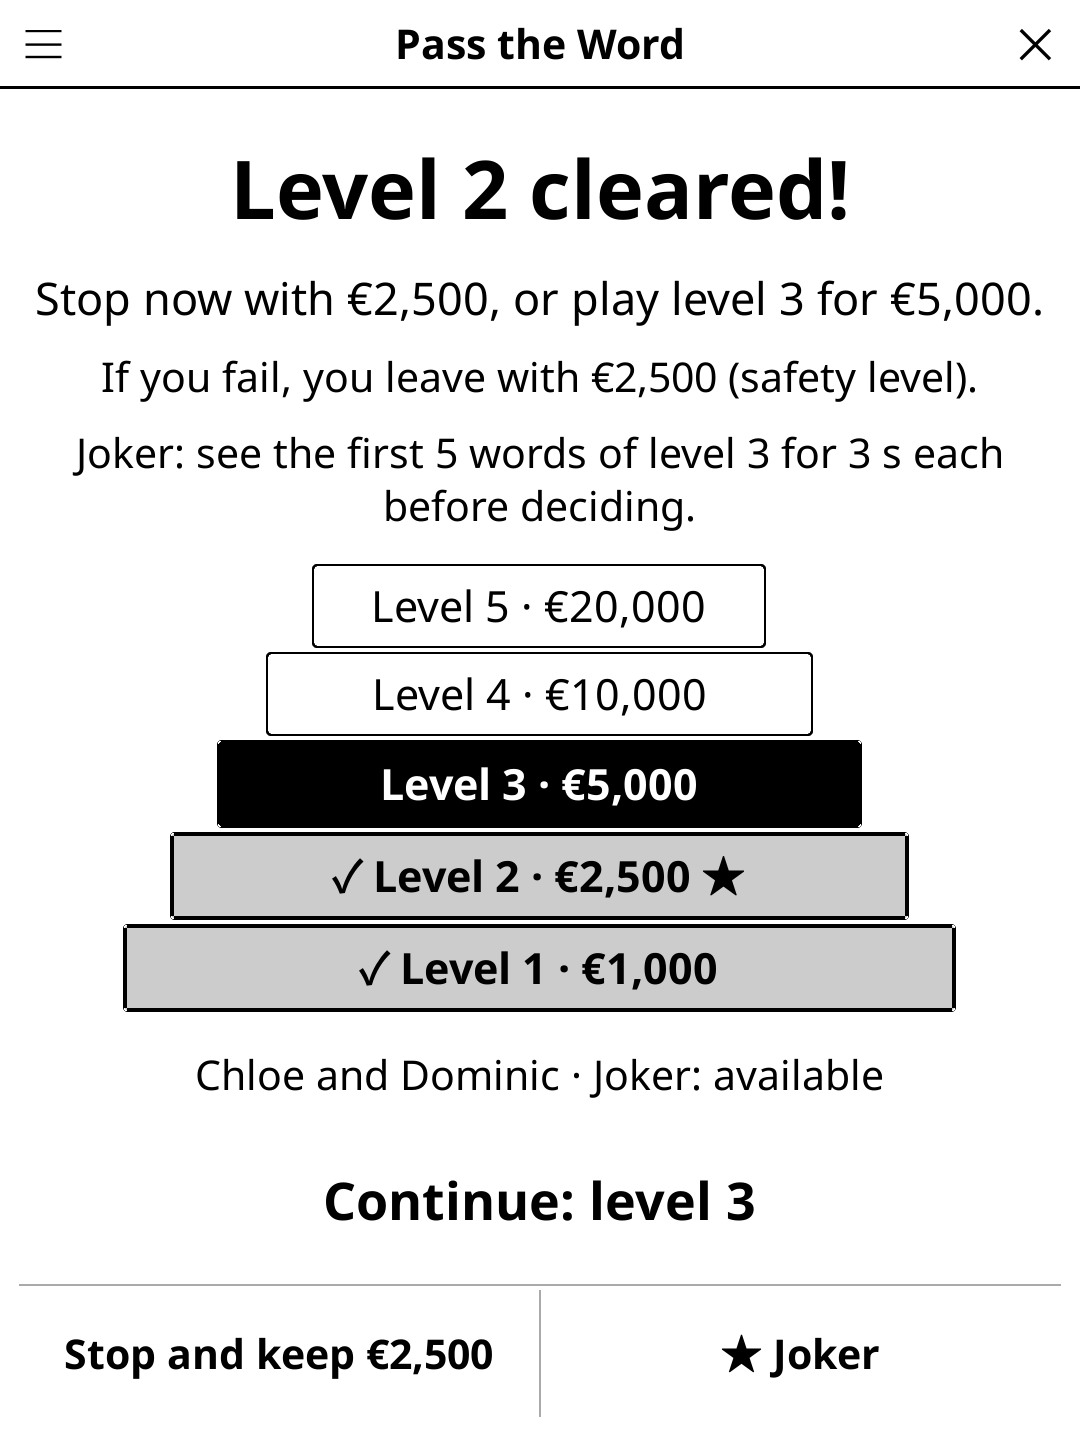 Pass the Word
Level 2 cleared!
Stop now with €2,500, or play level 3 for €5,000.
If you fail, you leave with €2,500 (safety level).
Joker: see the first 5 words of level 3 for 3 s each
before deciding.
Level 5 · €20,000
Level 4 · €10,000
Level 3 · €5,000
✓ Level 2 · €2,500 ★
✓ Level 1 · €1,000
Chloe and Dominic · Joker: available
Continue: level 3
Stop and keep €2,500
★ Joker